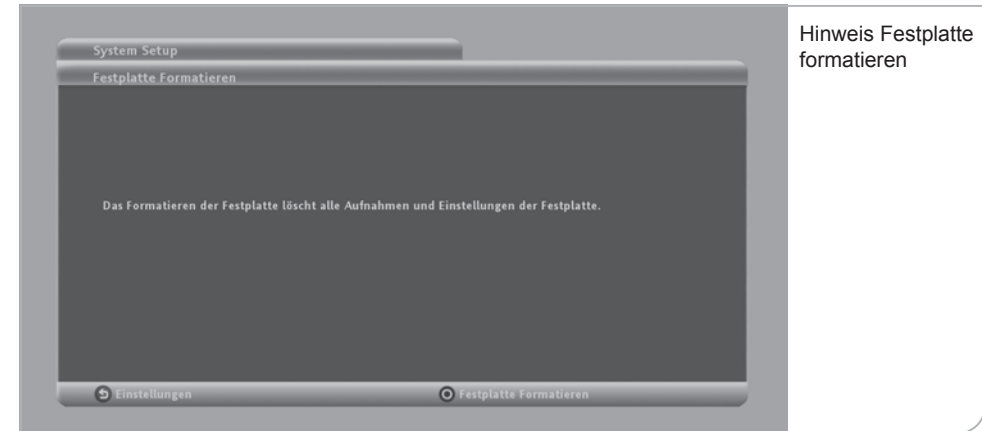 System Setup
Festplatte Formatieren
Das Formatieren der Festplatte löscht alle Aufnahmen und Einstellungen der Festplatte.
Einstellungen
Festplatte Formatieren
Hinweis Festplatte
formatieren